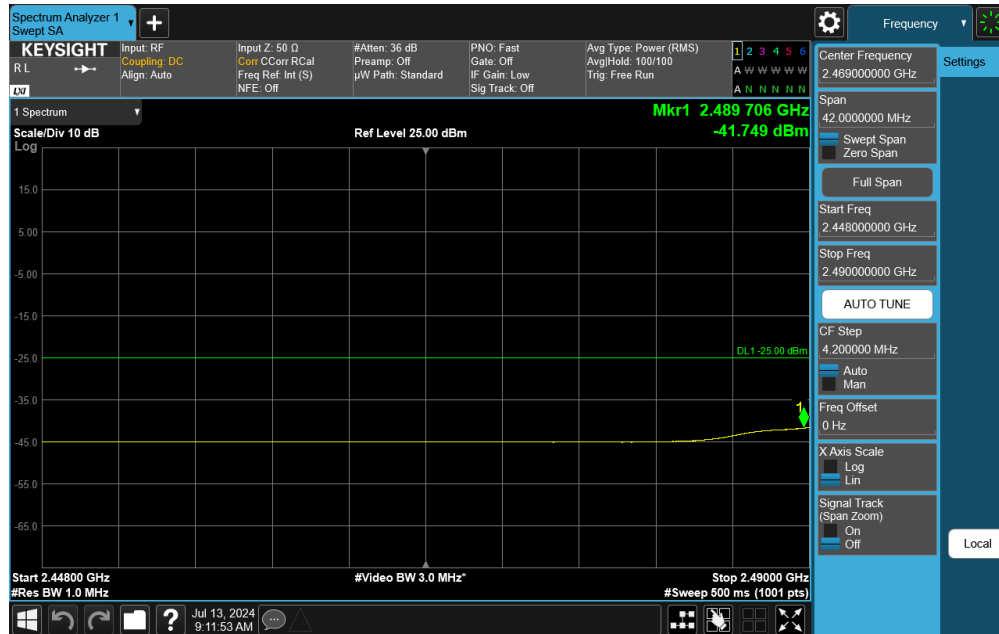 Spectrum Analyzer 1
Swept SA
+
Frequency
KEYSIGHT
R L
LXI
Input: RF
Coupling: DC
Align: Auto
Input Z: 50 Ω
Corr CCorr RCal
Freq Ref: Int (S)
NFE: Off
#Atten: 36 dB
Preamp: Off
µW Path: Standard
PNO: Fast
Gate: Off
IF Gain: Low
Sig Track: Off
Avg Type: Power (RMS)
Avg|Hold: 100/100
Trig: Free Run
1 2 3 4 5 6
A W W W W W
A N N N N N
1 Spectrum
Scale/Div 10 dB
Log
Ref Level 25.00 dBm
Mkr1 2.489 706 GHz
-41.749 dBm
15.0
5.00
-5.00
-15.0
-25.0
-35.0
-45.0
-55.0
-65.0
DL1 -25.00 dBm
1
Start 2.44800 GHz
#Res BW 1.0 MHz
#Video BW 3.0 MHz*
Stop 2.49000 GHz
#Sweep 500 ms (1001 pts)
Center Frequency
2.469000000 GHz
Settings
Span
42.0000000 MHz
Swept Span
Zero Span
Full Span
Start Freq
2.448000000 GHz
Stop Freq
2.490000000 GHz
AUTO TUNE
CF Step
4.200000 MHz
Auto
Man
Freq Offset
0 Hz
X Axis Scale
Log
Lin
Signal Track
(Span Zoom)
On
Off
Local
?
Jul 13, 2024
9:11:53 AM